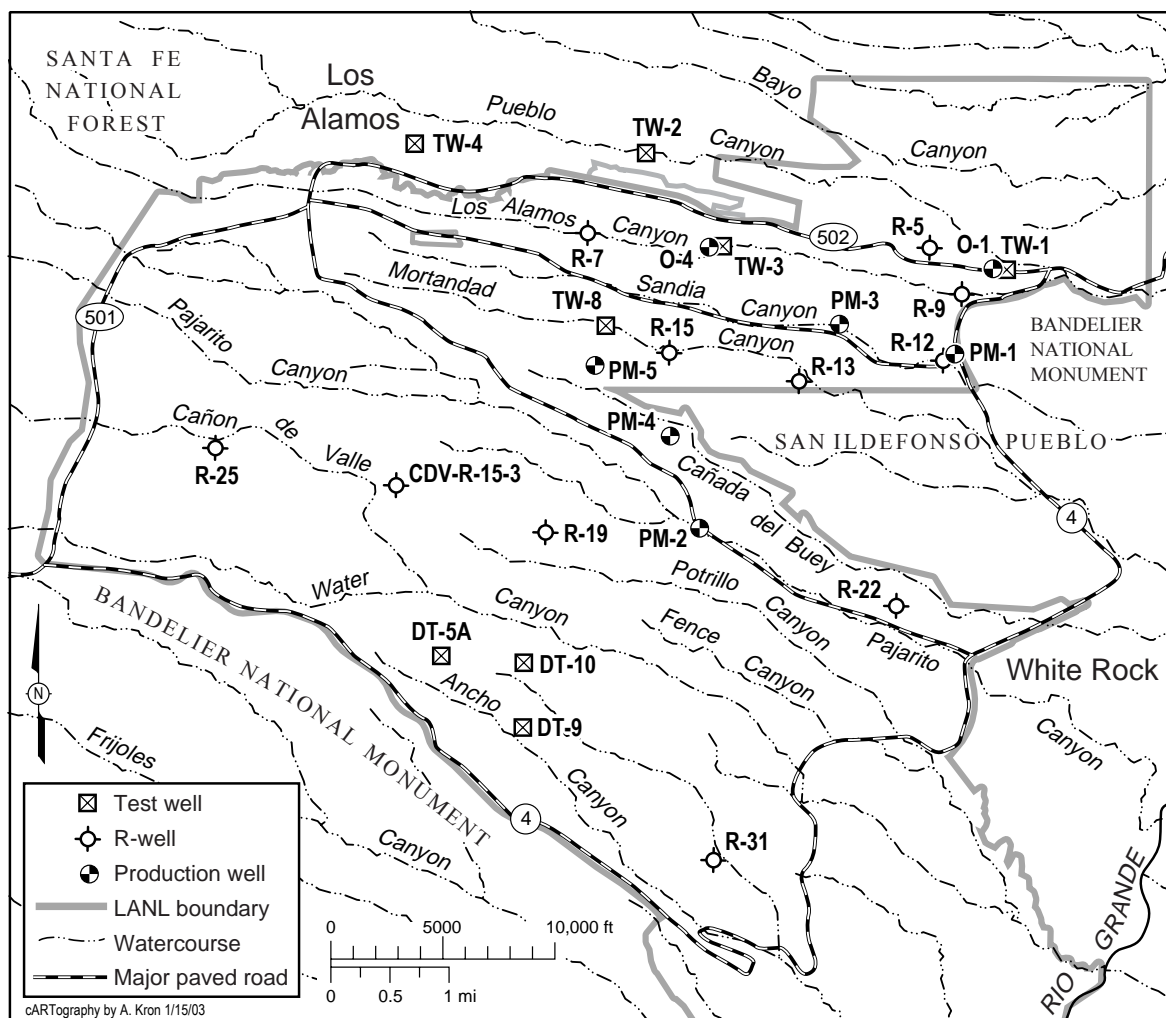 SANTA FE
NATIONAL
FOREST
Los
Alamos
Pueblo
Canyon
Bayo
Canyon
TW-4
TW-2
Los Alamos
Canyon
R-7
O-4
TW-3
502
R-5
O-1
TW-1
Mortandad
Sandia
Canyon
PM-3
R-9
501
Pajarito
Canyon
TW-8
R-15
Canyon
PM-5
R-13
R-12
PM-1
BANDELIER
NATIONAL
MONUMENT
Cañon
de
Valle
R-25
CDV-R-15-3
PM-4
SAN ILDEFONSO PUEBLO
Cañada
del Buey
R-19
PM-2
4
Water
Canyon
Potrillo
Canyon
R-22
Fence
Canyon
Pajarito
White Rock
Canyon
BANDELIER NATIONAL MONUMENT
DT-5A
DT-10
Ancho
DT-9
Canyon
N
Frijoles
Canyon
4
R-31
RIO GRANDE
Test well
R-well
Production well
LANL boundary
Watercourse
Major paved road
0 5000 10,000 ft
0 0.5 1 mi
cARTography by A. Kron 1/15/03